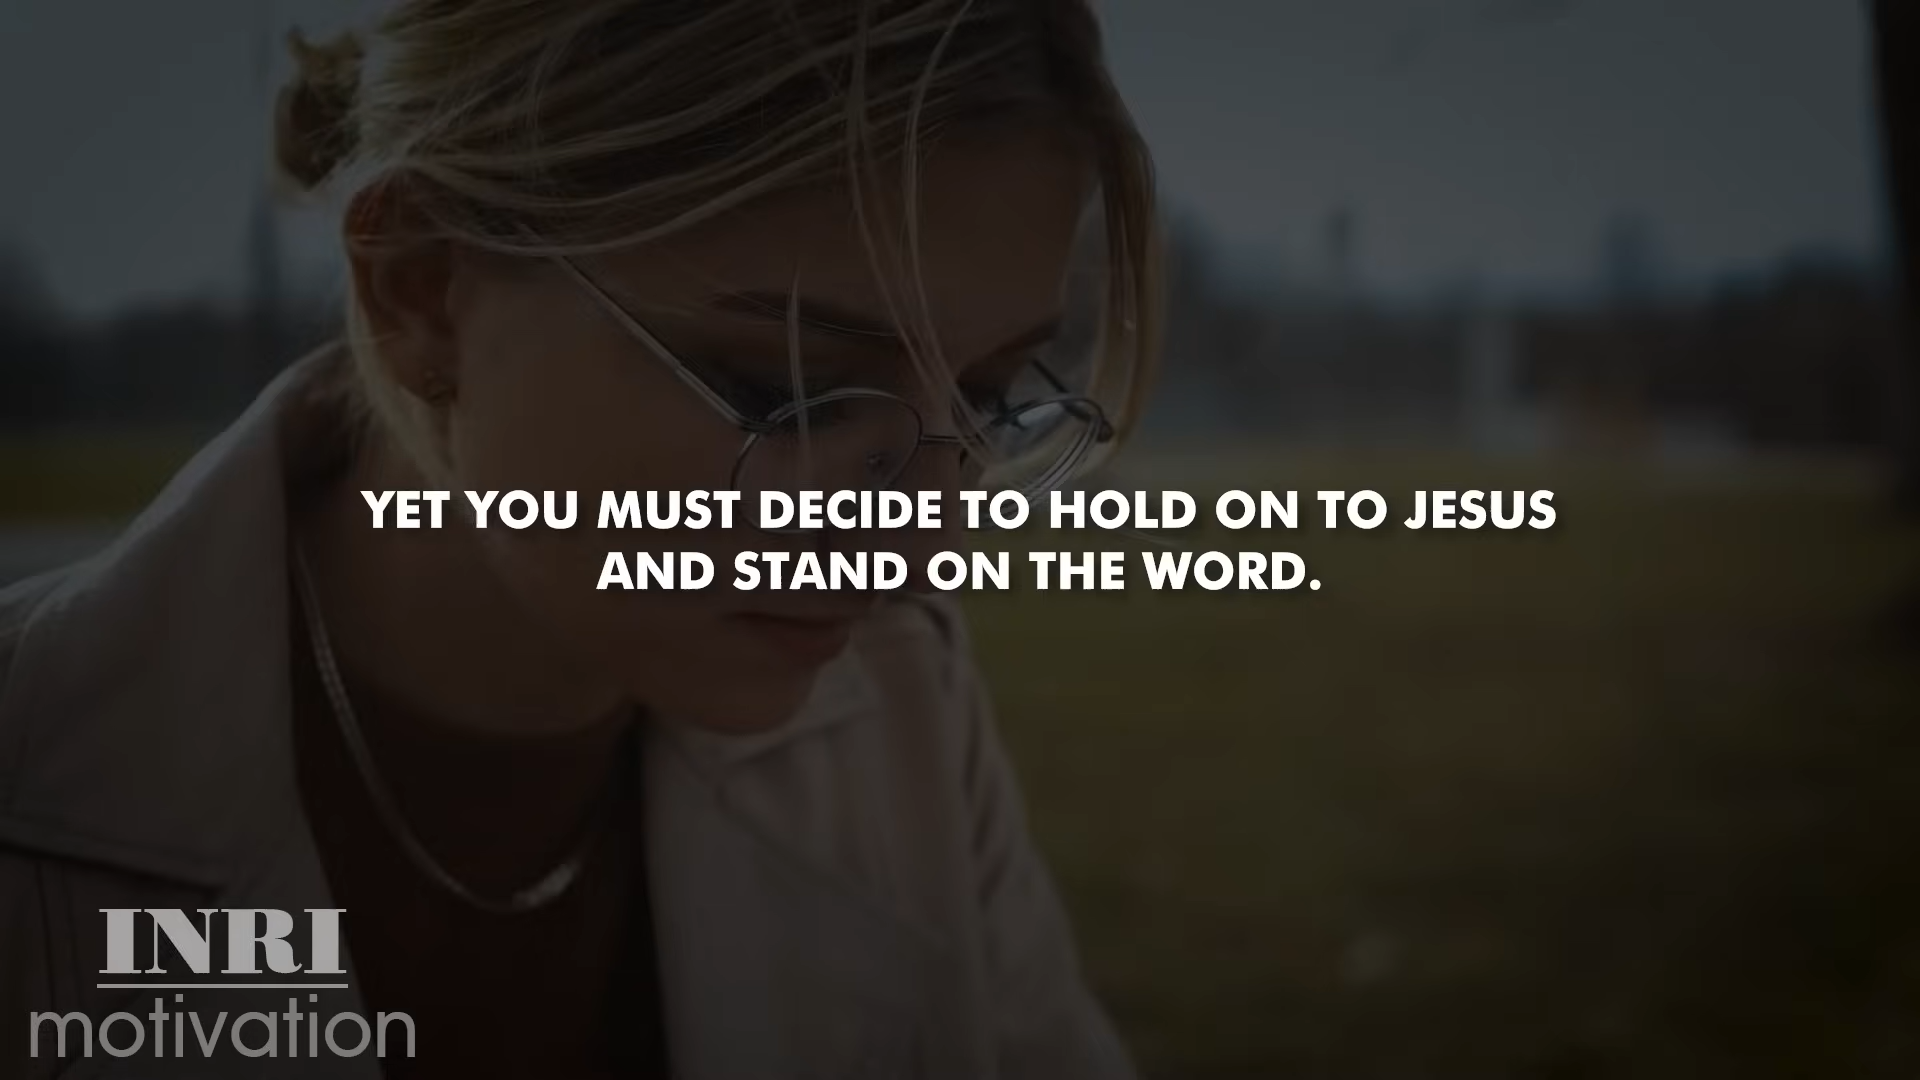 YET YOU MUST DECIDE TO HOLD ON TO JESUS
AND STAND ON THE WORD.
INRI
motivation